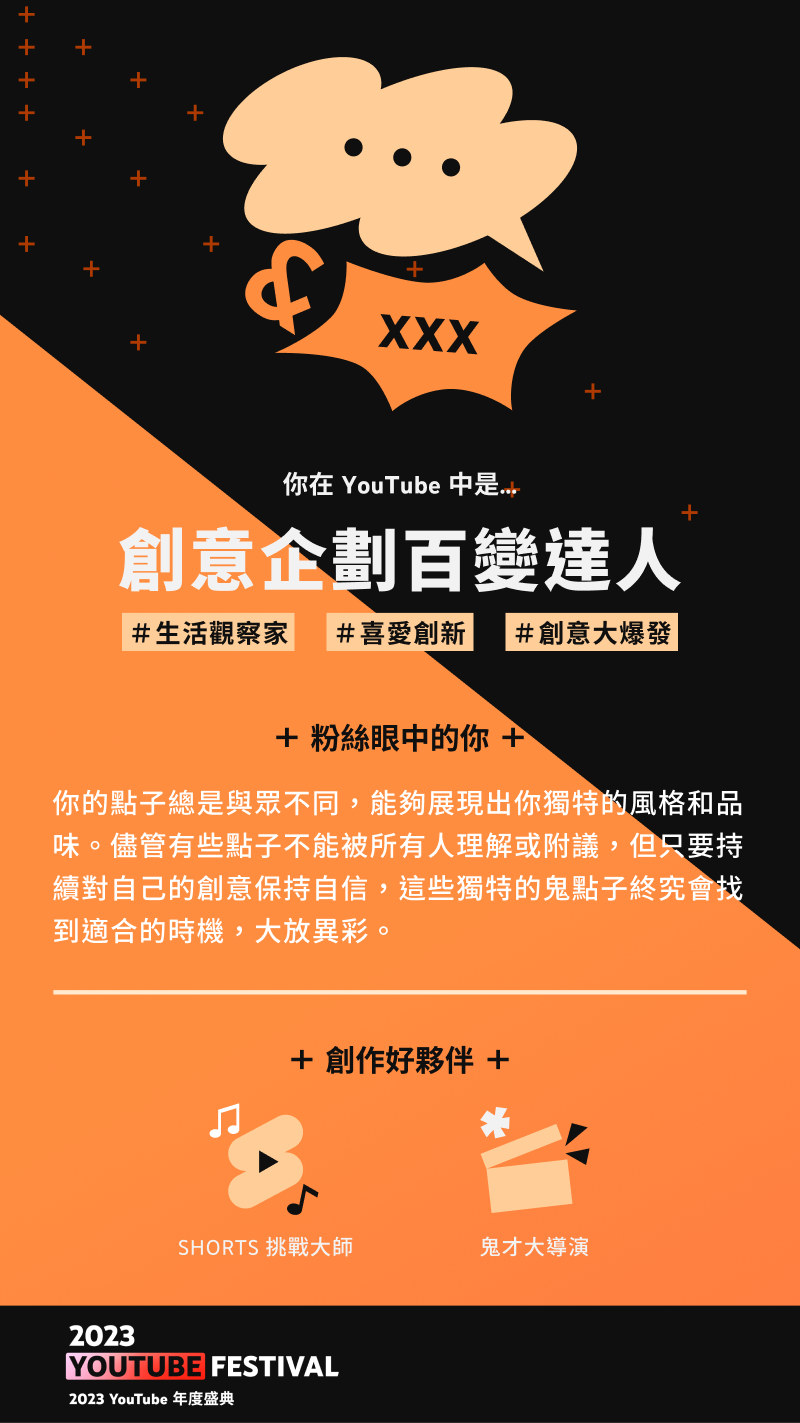 XXX
你在 YouTube 中是...
創意企劃百變達人
#生活觀察家 #喜愛創新 #創意大爆發
+ 粉絲眼中的你 +
你的點子總是與眾不同，能夠展現出你獨特的風格和品
味。儘管有些點子不能被所有人理解或附議，但只要持
續對自己的創意保持自信，這些獨特的鬼點子終究會找
到適合的時機，大放異彩。
+ 創作好夥伴 +
SHORTS 挑戰大師 鬼才大導演
2023
YOUTUBE FESTIVAL
2023 YouTube 年度盛典